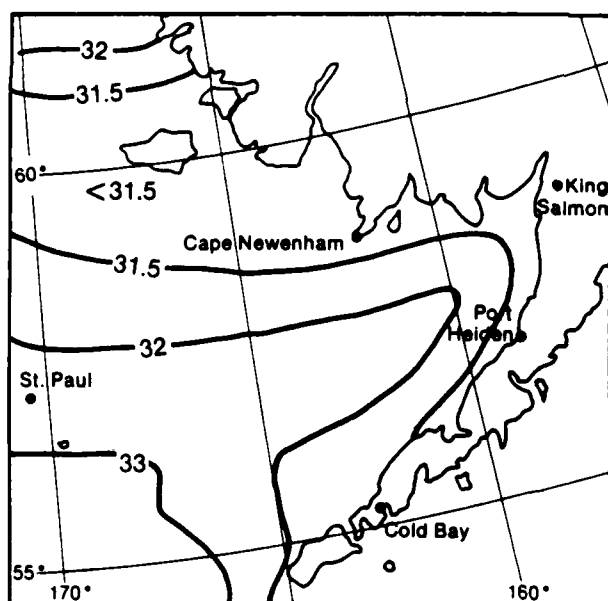 32
31.5
60°
<31.5
King
Salmon
Cape Newenham
31.5
Port
Heiden
32
St. Paul
33
Cold Bay
55°
170°
160°